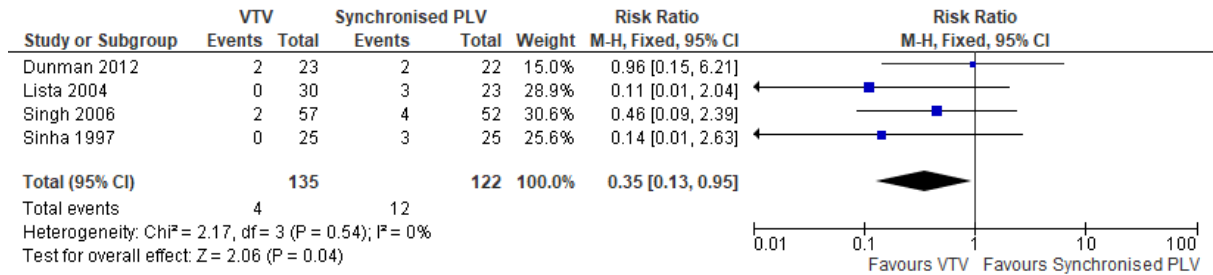 VTV Synchronised PLV Risk Ratio Risk Ratio
Study or Subgroup Events Total Events Total Weight M-H, Fixed, 95% CI M-H, Fixed, 95% CI
Dunman 2012 2 23 2 22 15.0% 0.96 [0.15, 6.21]
Lista 2004 0 30 3 23 28.9% 0.11 [0.01, 2.04]
Singh 2006 2 57 4 52 30.6% 0.46 [0.09, 2.39]
Sinha 1997 0 25 3 25 25.6% 0.14 [0.01, 2.63]
Total (95% CI) 135 122 100.0% 0.35 [0.13, 0.95]
Total events 4 12
Heterogeneity: Chi² = 2.17, df = 3 (P = 0.54); I² = 0%
Test for overall effect: Z = 2.06 (P = 0.04)
0.01 0.1 1 10 100
Favours VTV Favours Synchronised PLV